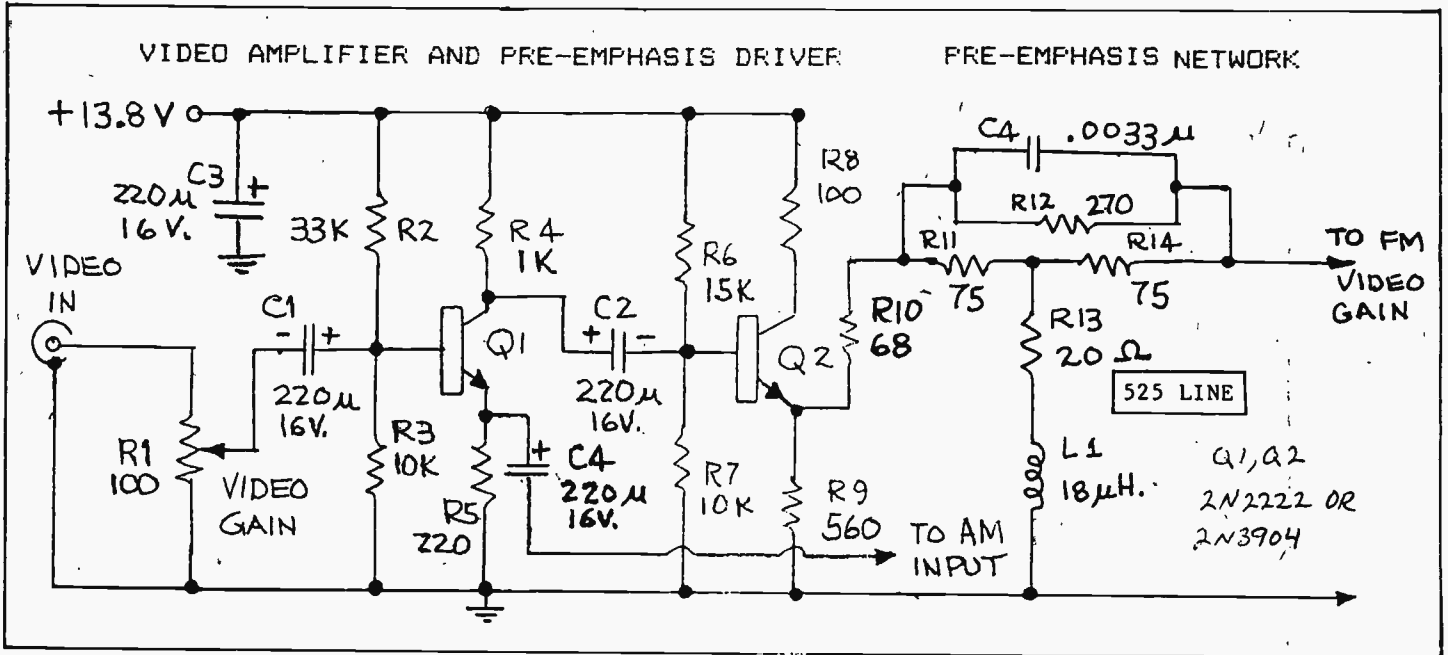 VIDEO AMPLIFIER AND PRE-EMPHASIS DRIVER
PRE-EMPHASIS NETWORK
+13.8 V
C3
220µ
16 V.
+
33K
R2
R4
1K
R6
15K
R8
100
C4
.0033µ
R12
270
R11
75
R14
75
TO FM
VIDEO
GAIN
VIDEO
IN
C1
- +
220µ
16V.
Q1
C2
+ -
220µ
16V.
Q2
R10
68
R13
20 Ω
525 LINE
R1
100
VIDEO
GAIN
R3
10K
R5
220
+
C4
220µ
16V.
R7
10K
R9
560
TO AM
INPUT
L1
18µH.
Q1,Q2
2N2222 OR
2N3904